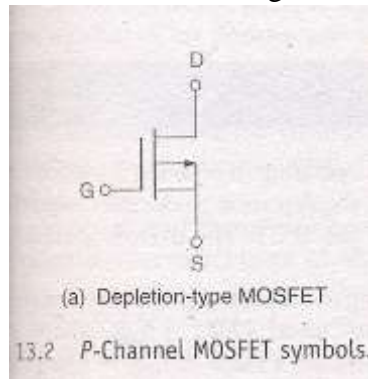 D
G
S
(a) Depletion-type MOSFET
13.2 P-Channel MOSFET symbols.